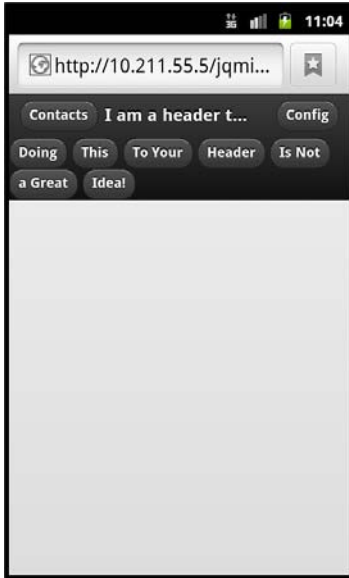 3G 11:04
http://10.211.55.5/jqmi...
Contacts I am a header t... Config
Doing This To Your Header Is Not
a Great Idea!